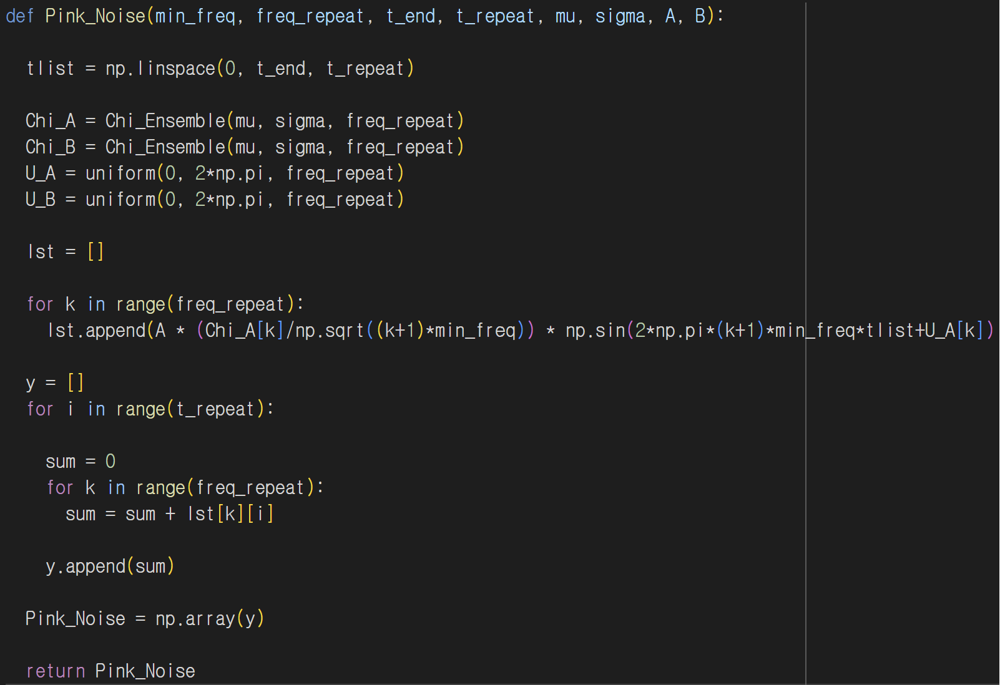 def Pink_Noise(min_freq, freq_repeat, t_end, t_repeat, mu, sigma, A, B):
tlist = np.linspace(0, t_end, t_repeat)
Chi_A = Chi_Ensemble(mu, sigma, freq_repeat)
Chi_B = Chi_Ensemble(mu, sigma, freq_repeat)
U_A = uniform(0, 2*np.pi, freq_repeat)
U_B = uniform(0, 2*np.pi, freq_repeat)
lst = []
for k in range(freq_repeat):
lst.append(A * (Chi_A[k]/np.sqrt((k+1)*min_freq)) * np.sin(2*np.pi*(k+1)*min_freq*tlist+U_A[k])
y = []
for i in range(t_repeat):
sum = 0
for k in range(freq_repeat):
sum = sum + lst[k][i]
y.append(sum)
Pink_Noise = np.array(y)
return Pink_Noise